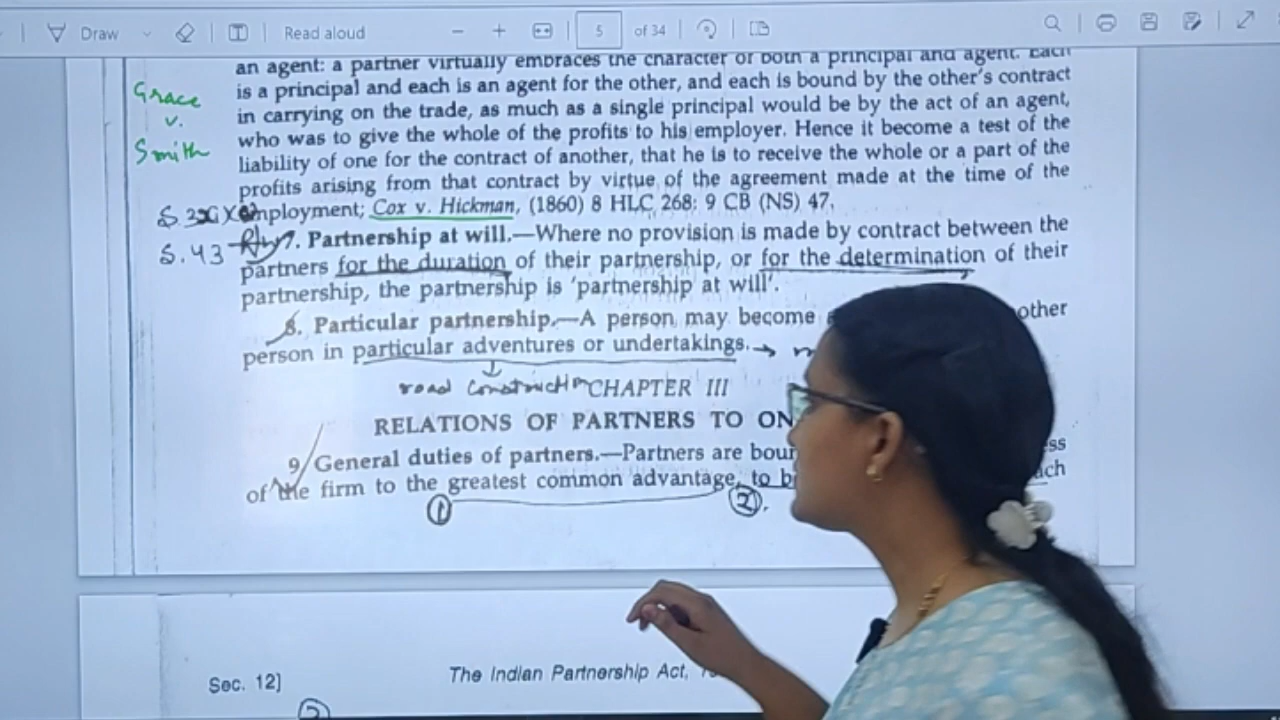 Draw
Read aloud
5
of 34
an agent: a partner virtually embraces the character of both a principal and agent. Each
is a principal and each is an agent for the other, and each is bound by the other's contract
in carrying on the trade, as much as a single principal would be by the act of an agent,
who was to give the whole of the profits to his employer. Hence it become a test of the
liability of one for the contract of another, that he is to receive the whole or a part of the
profits arising from that contract by virtue of the agreement made at the time of the
employment; Cox v. Hickman, (1860) 8 HLC 268: 9 CB (NS) 47.
Grace
v.
Smith
S. 43
7. Partnership at will.—Where no provision is made by contract between the
partners for the duration of their partnership, or for the determination of their
partnership, the partnership is 'partnership at will'.
8. Particular partnership.—A person may become other
person in particular adventures or undertakings.→
road construction
CHAPTER III
RELATIONS OF PARTNERS TO ON
9. General duties of partners.—Partners are bour ss
of the firm to the greatest common advantage, to b ach
① ②.
Sec. 12]
The Indian Partnership Act,